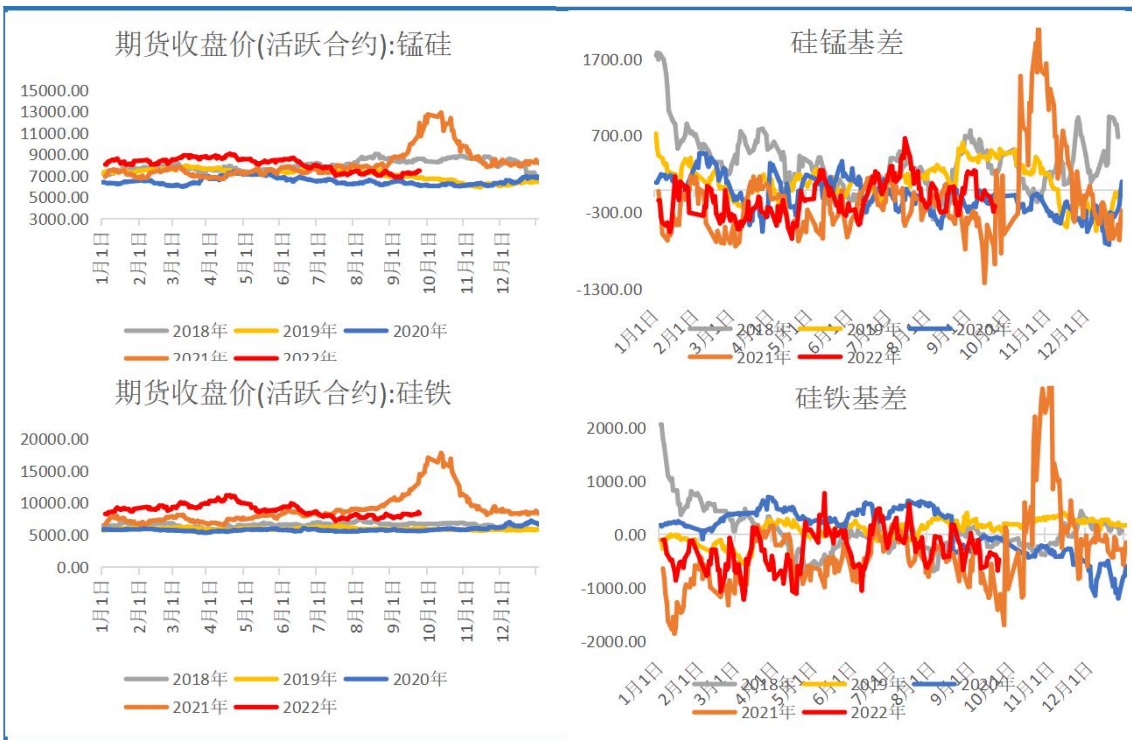 期货收盘价(活跃合约):锰硅
15000.00
13000.00
11000.00
9000.00
7000.00
5000.00
3000.00
1月1日
2月1日
3月1日
4月1日
5月1日
6月1日
7月1日
8月1日
9月1日
10月1日
11月1日
12月1日
2018年 2019年 2020年
2021年 2022年
硅锰基差
1700.00
700.00
-300.00
-1300.00
1月1日
2月1日
3月1日
4月1日
5月1日
6月1日
7月1日
8月1日
9月1日
10月1日
11月1日
12月1日
2018年 2019年 2020年
2021年 2022年
期货收盘价(活跃合约):硅铁
20000.00
15000.00
10000.00
5000.00
0.00
1月1日
2月1日
3月1日
4月1日
5月1日
6月1日
7月1日
8月1日
9月1日
10月1日
11月1日
12月1日
2018年 2019年 2020年
2021年 2022年
硅铁基差
2000.00
1000.00
0.00
-1000.00
-2000.00
1月1日
2月1日
3月1日
4月1日
5月1日
6月1日
7月1日
8月1日
9月1日
10月1日
11月1日
12月1日
2018年 2019年 2020年
2021年 2022年